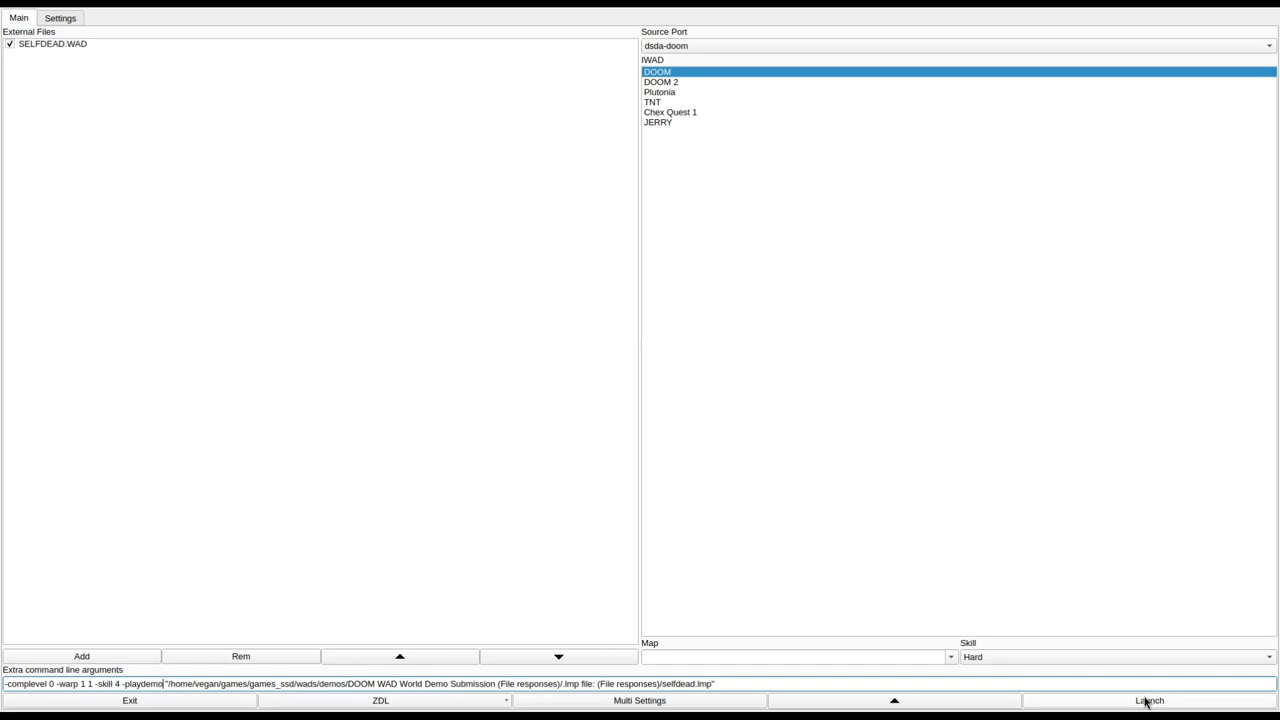 Main Settings
External Files
SELFDEAD.WAD
Source Port
dsda-doom
IWAD
DOOM
DOOM 2
Plutonia
TNT
Chex Quest 1
JERRY
Map
Skill
Hard
Add Rem
Extra command line arguments
-complevel 0 -warp 1 1 -skill 4 -playdemo "/home/vegan/games/games_ssd/wads/demos/DOOM WAD World Demo Submission (File responses)/.lmp file: (File responses)/selfdead.lmp"
Exit ZDL Multi Settings Launch